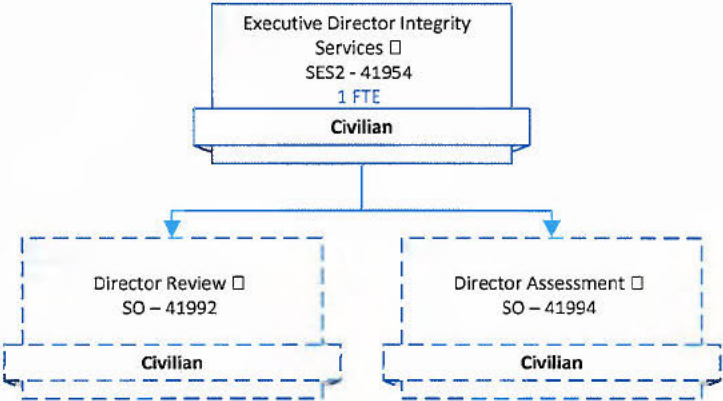 Executive Director Integrity
Services □
SES2 - 41954
1 FTE
Civilian
Director Review □
SO – 41992
Civilian
Director Assessment □
SO – 41994
Civilian